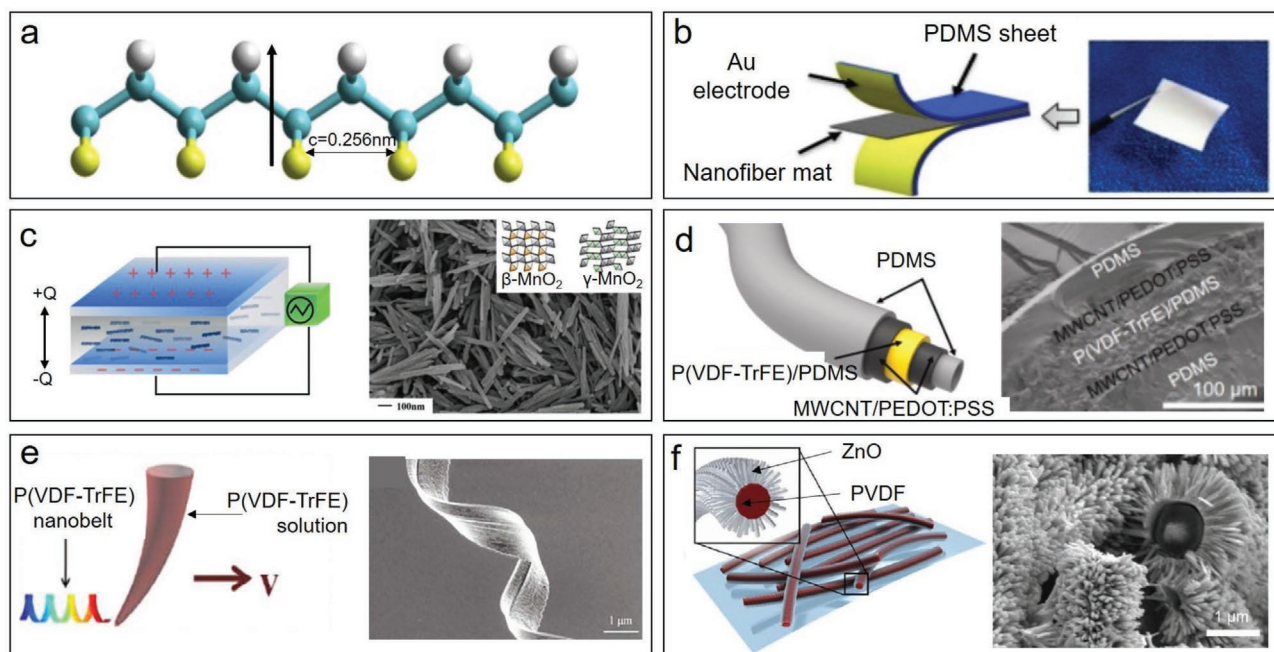 a
c=0.256nm
b
PDMS sheet
Au
electrode
Nanofiber mat
c
+ + + + + +
+ + + + + +
+Q
-Q
− − − − − −
− − − − − −
β-MnO₂
γ-MnO₂
100nm
d
PDMS
P(VDF-TrFE)/PDMS
MWCNT/PEDOT:PSS
PDMS
MWCNT/PEDOT:PSS
P(VDF-TrFE)/PDMS
MWCNT/PEDOT:PSS
PDMS
100 µm
e
P(VDF-TrFE)
nanobelt
P(VDF-TrFE)
solution
V
1 µm
f
ZnO
PVDF
1 µm